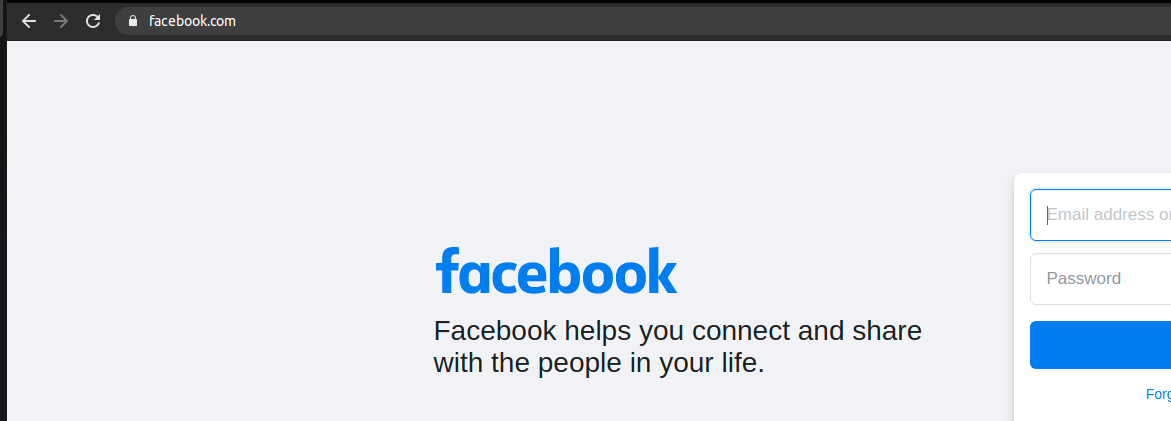 facebook.com
facebook
Facebook helps you connect and share
with the people in your life.
Email address or
Password
Forg